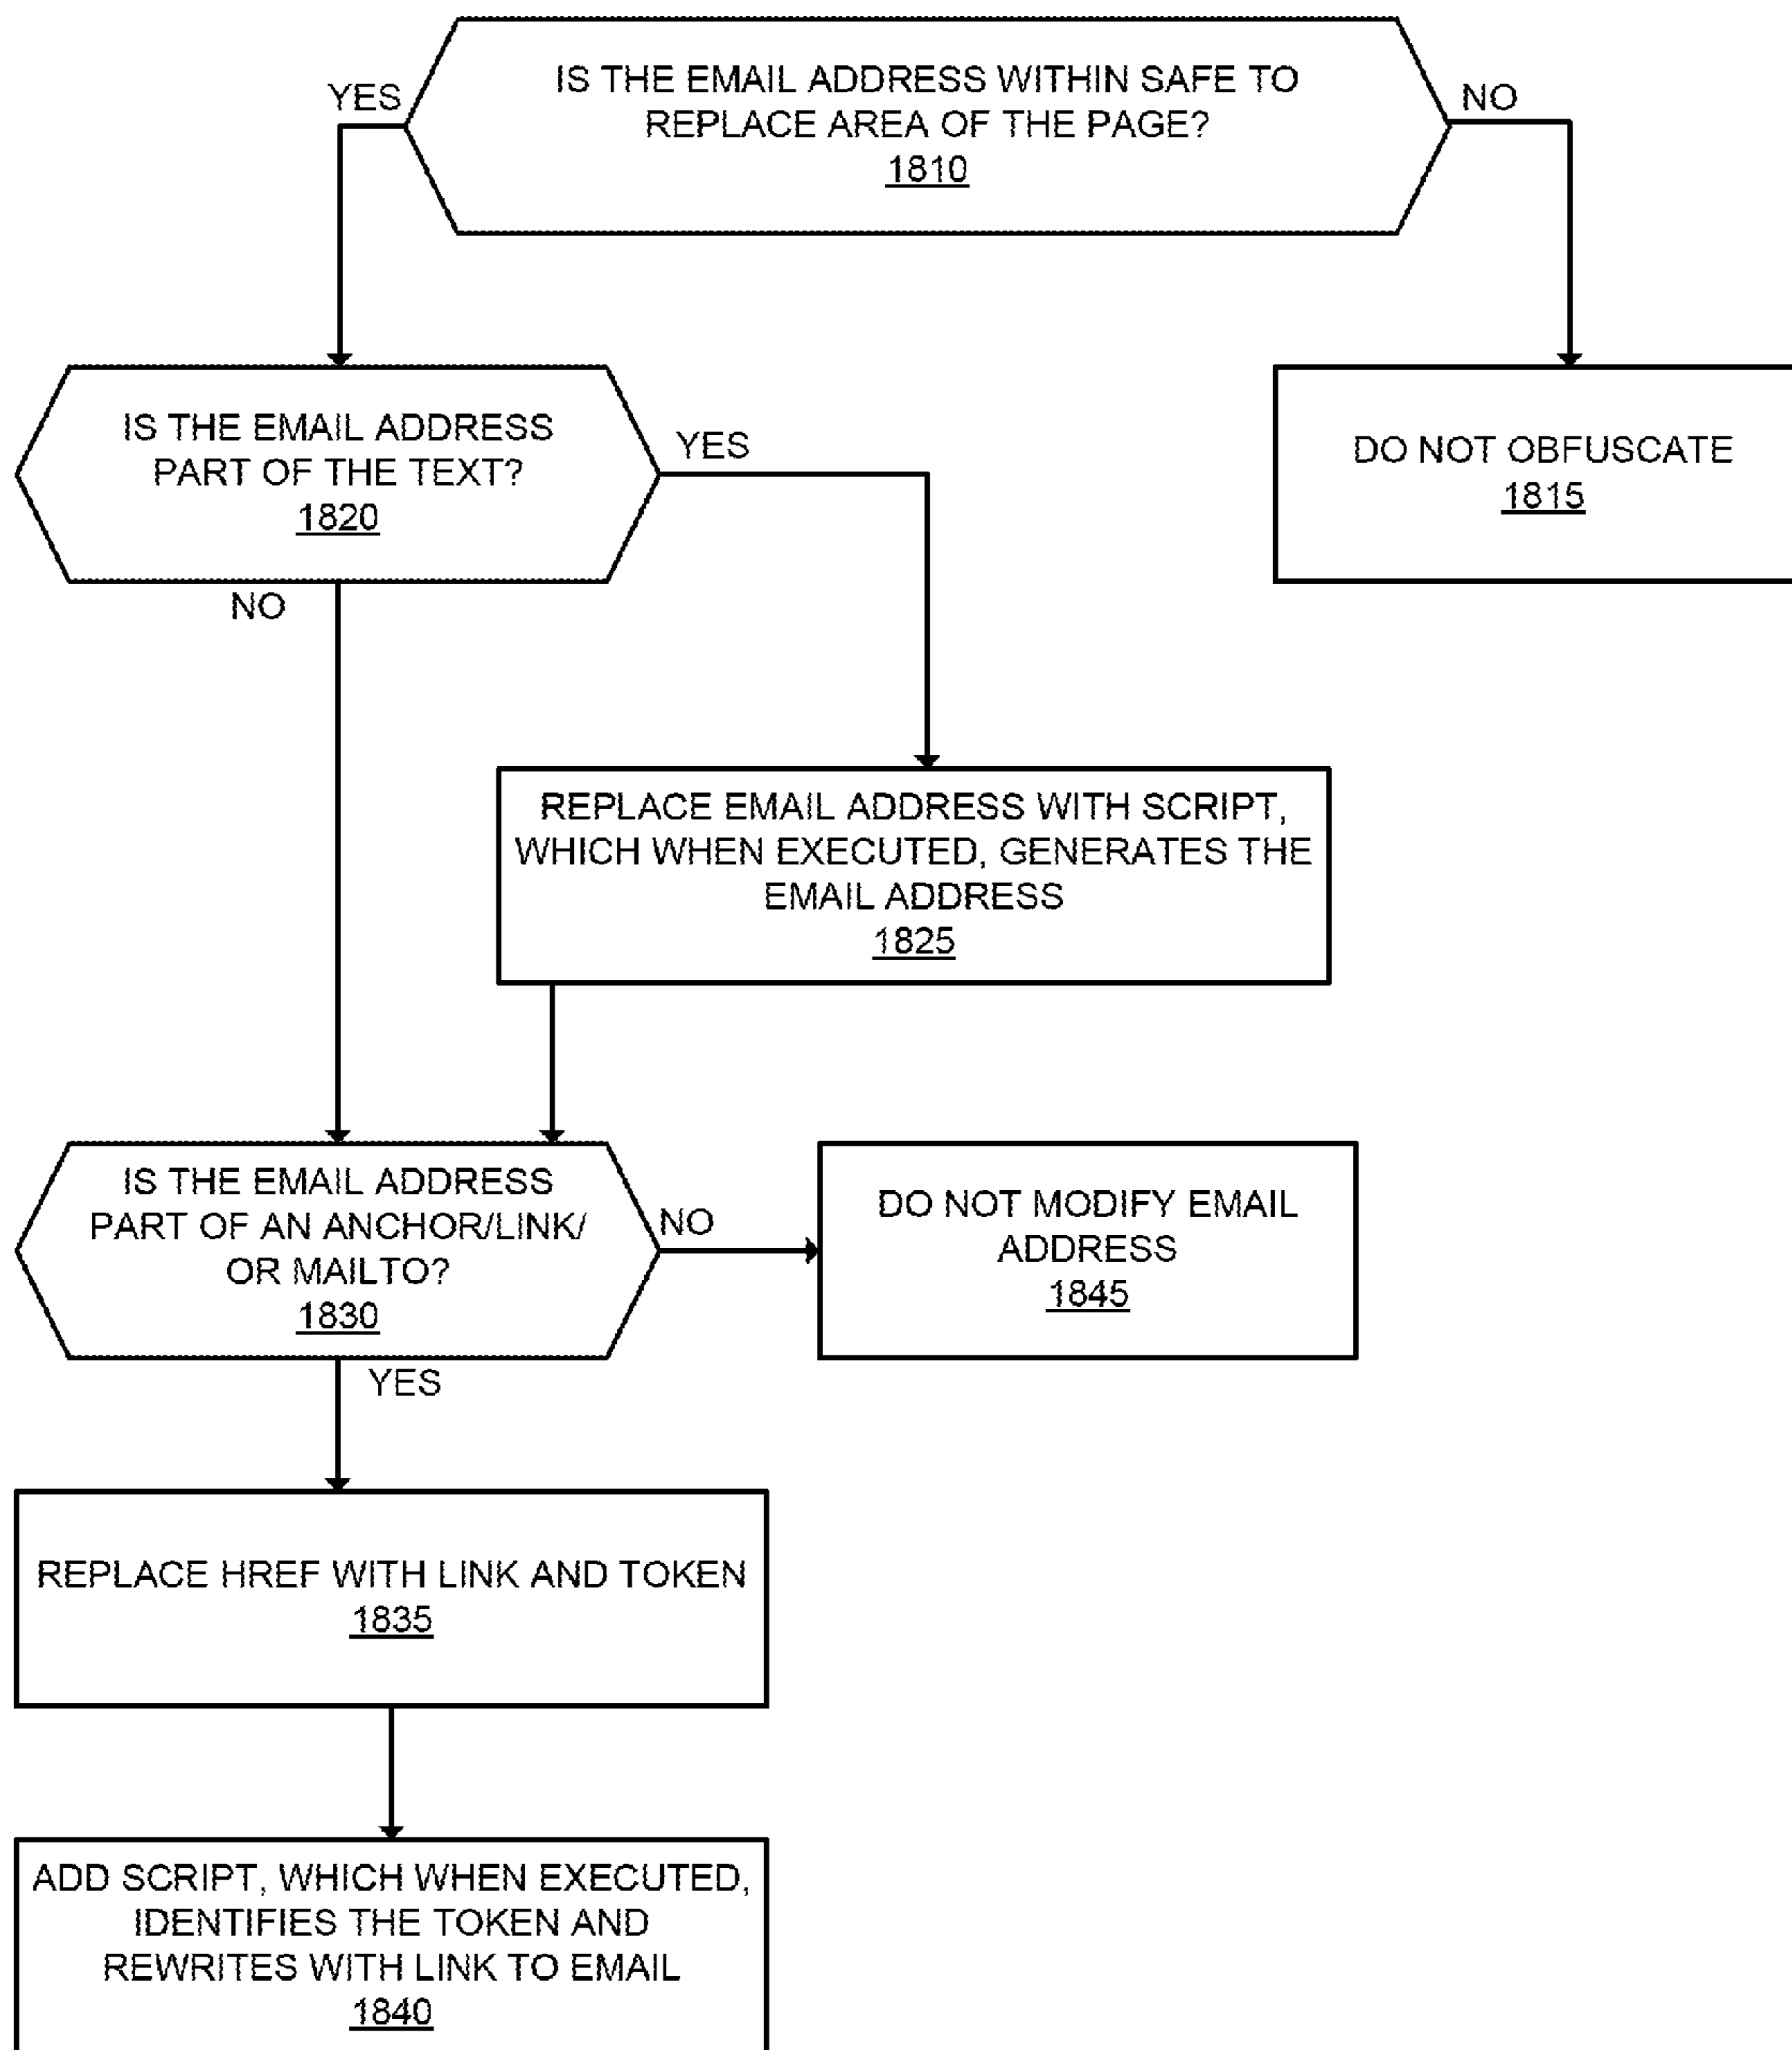 IS THE EMAIL ADDRESS WITHIN SAFE TO
REPLACE AREA OF THE PAGE?
1810
YES
NO
IS THE EMAIL ADDRESS
PART OF THE TEXT?
1820
YES
NO
DO NOT OBFUSCATE
1815
REPLACE EMAIL ADDRESS WITH SCRIPT,
WHICH WHEN EXECUTED, GENERATES THE
EMAIL ADDRESS
1825
IS THE EMAIL ADDRESS
PART OF AN ANCHOR/LINK/
OR MAILTO?
1830
NO
YES
DO NOT MODIFY EMAIL
ADDRESS
1845
REPLACE HREF WITH LINK AND TOKEN
1835
ADD SCRIPT, WHICH WHEN EXECUTED,
IDENTIFIES THE TOKEN AND
REWRITES WITH LINK TO EMAIL
1840